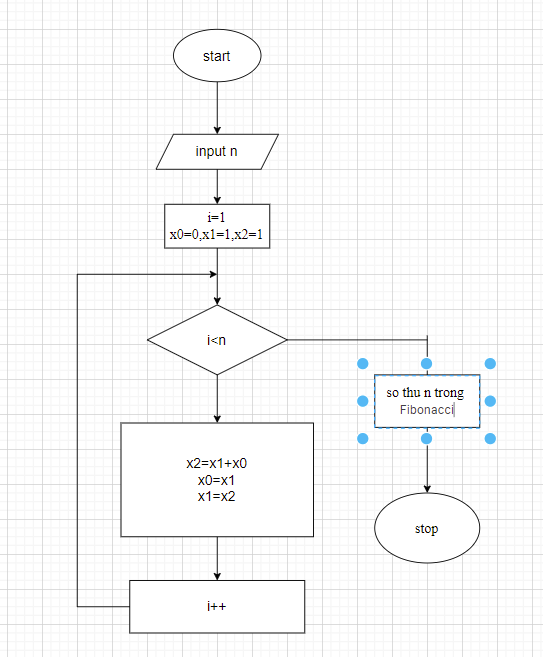 start
input n
i=1
x0=0,x1=1,x2=1
i<n
so thu n trong
Fibonacci
x2=x1+x0
x0=x1
x1=x2
stop
i++